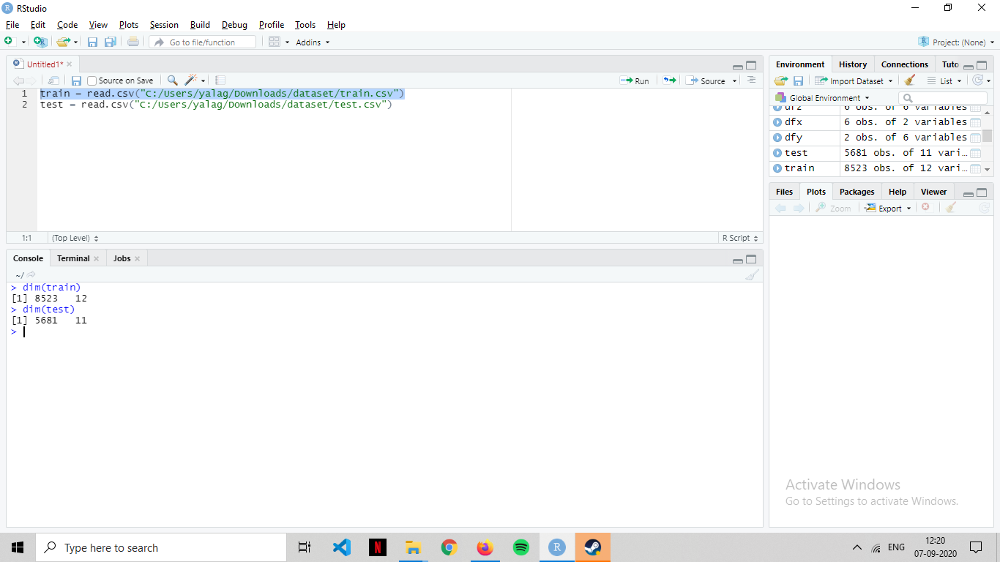 RStudio
File Edit Code View Plots Session Build Debug Profile Tools Help
Go to file/function Addins Project: (None)
Untitled1*
Source on Save Run Source
1 train = read.csv("C:/Users/yalag/Downloads/dataset/train.csv")
2 test = read.csv("C:/Users/yalag/Downloads/dataset/test.csv")
1:1 (Top Level) R Script
Console Terminal Jobs
~/
> dim(train)
[1] 8523 12
> dim(test)
[1] 5681 11
>
Environment History Connections Tuto
Import Dataset List
Global Environment
6 obs. of 6 variables
dfx 6 obs. of 2 variables
dfy 2 obs. of 6 variables
test 5681 obs. of 11 vari…
train 8523 obs. of 12 vari…
Files Plots Packages Help Viewer
Zoom Export
Activate Windows
Go to Settings to activate Windows.
Type here to search
ENG
12:20
07-09-2020